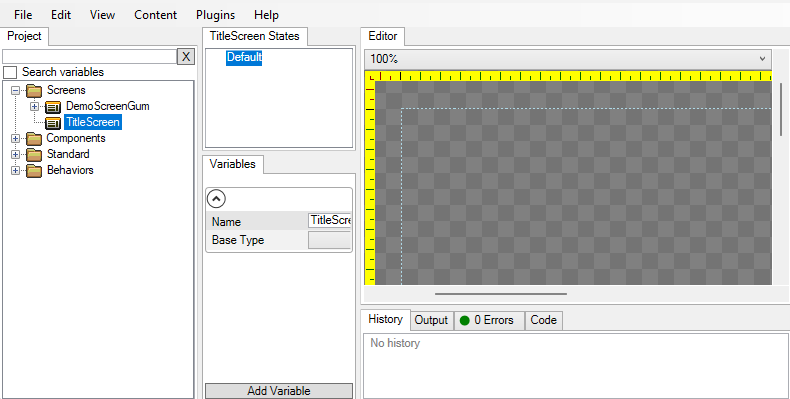 File Edit View Content Plugins Help
Project
X
Search variables
Screens
DemoScreenGum
TitleScreen
Components
Standard
Behaviors
TitleScreen States
Default
Variables
Name TitleScre
Base Type
Add Variable
Editor
100%
History Output 0 Errors Code
No history